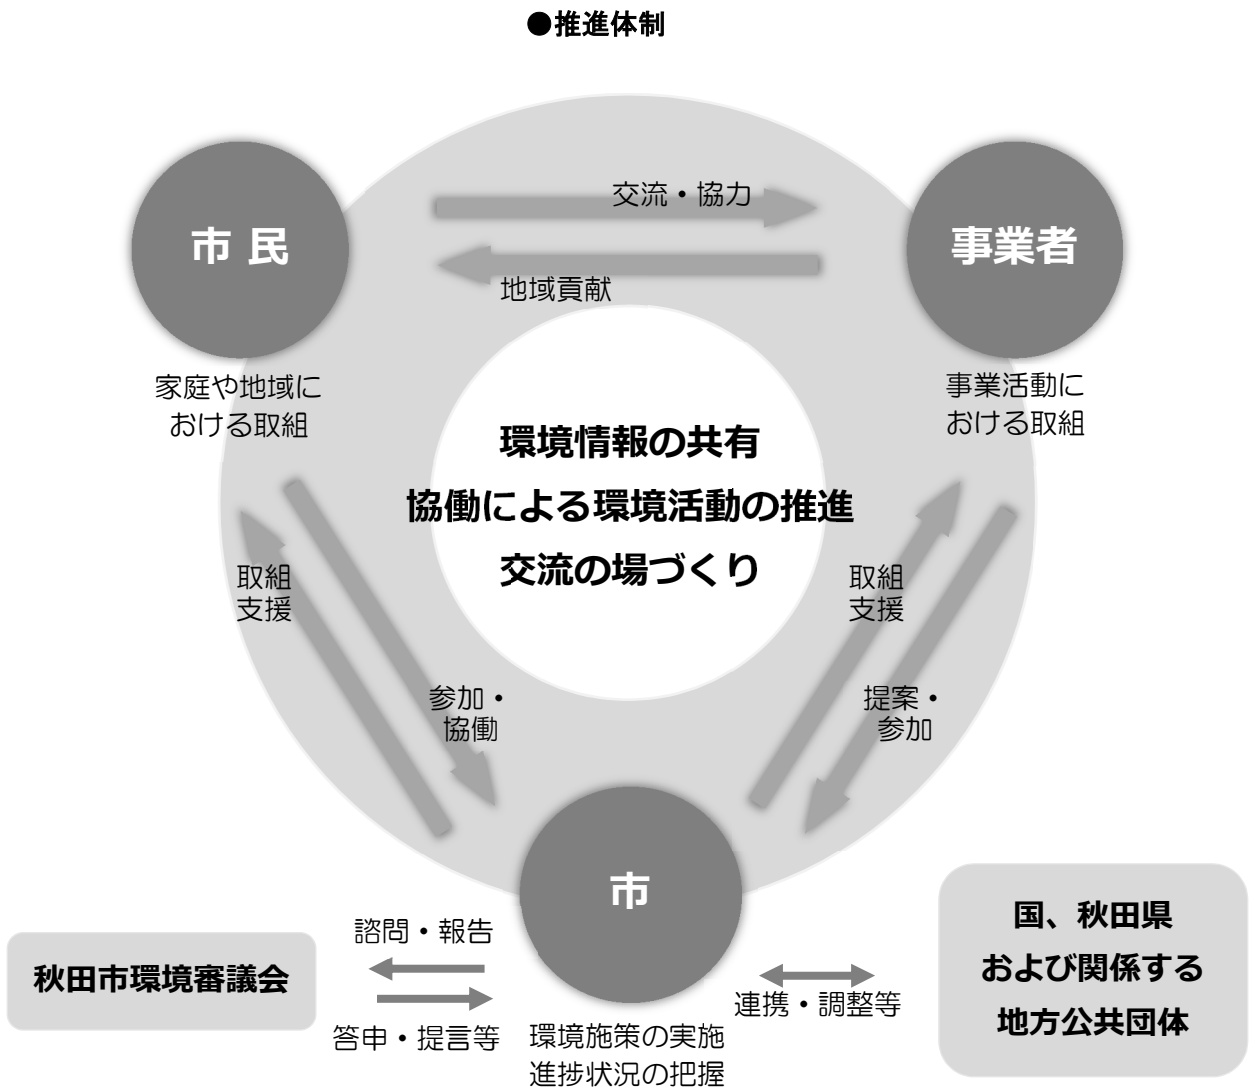 ●推進体制
交流・協力
市 民
事業者
地域貢献
家庭や地域に
おける取組
事業活動に
おける取組
環境情報の共有
協働による環境活動の推進
交流の場づくり
取組
支援
取組
支援
参加・
協働
提案・
参加
市
国、秋田県
および関係する
地方公共団体
諮問・報告
秋田市環境審議会
連携・調整等
答申・提言等
環境施策の実施
進捗状況の把握